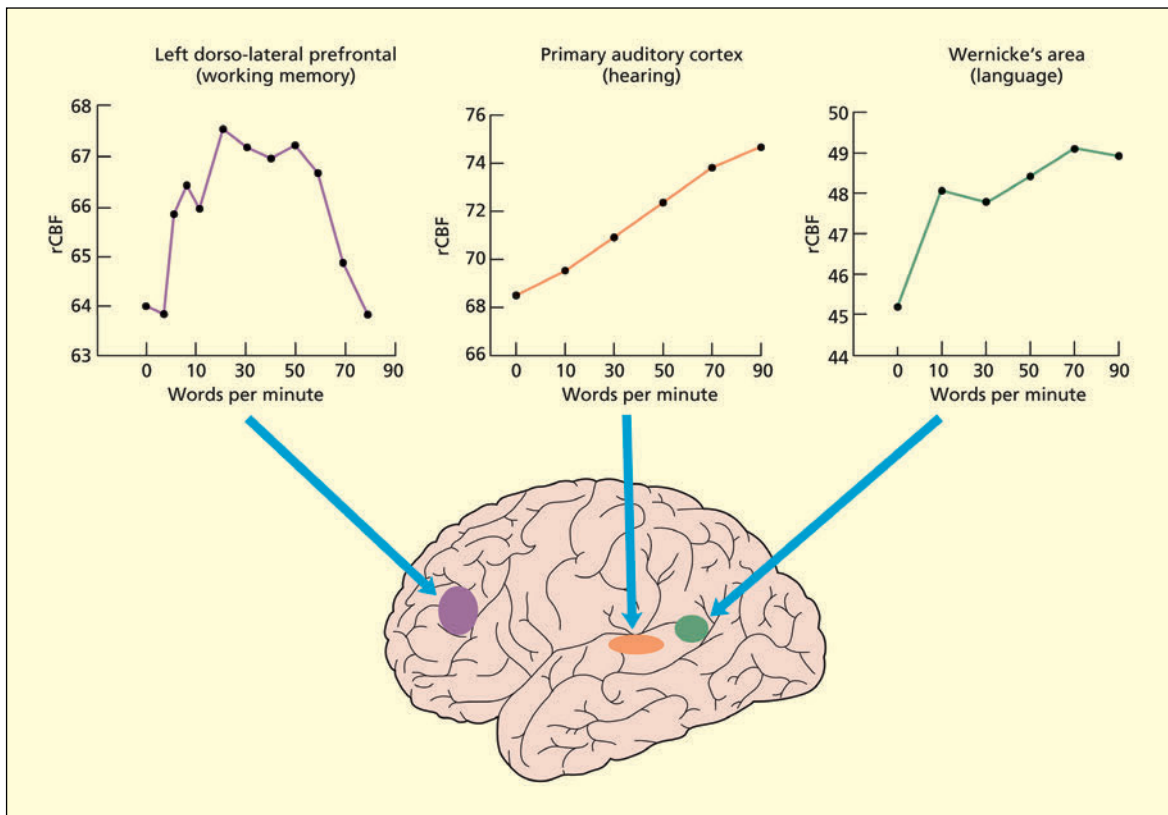 Left dorso-lateral prefrontal
(working memory)
68
67
66
65
64
63
rCBF
0 10 30 50 70 90
Words per minute
Primary auditory cortex
(hearing)
76
74
72
70
68
66
rCBF
0 10 30 50 70 90
Words per minute
Wernicke's area
(language)
50
49
48
47
46
45
44
rCBF
0 10 30 50 70 90
Words per minute